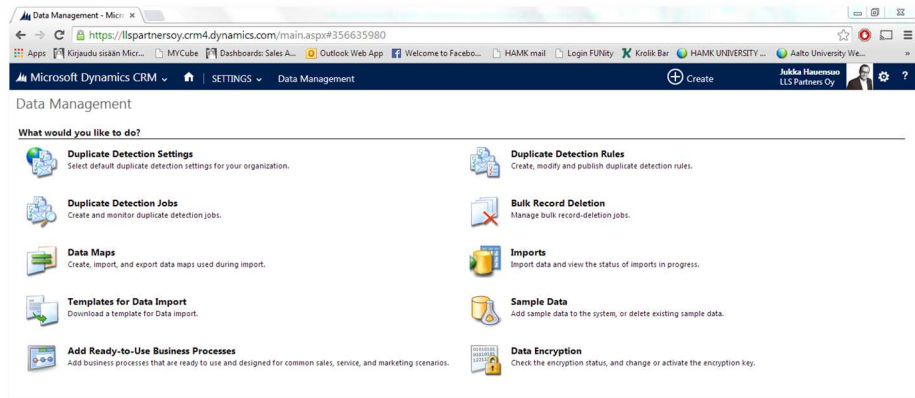 Data Management - Micr
https://llspartnersoy.crm4.dynamics.com/main.aspx#356635980
Apps Kirjaudu sisään Micr... MYCube Dashboards: Sales A... Outlook Web App Welcome to Facebo... HAMK mail Login FUNity Krolik Bar HAMK UNIVERSITY ... Aalto University We... »
Microsoft Dynamics CRM SETTINGS Data Management Create Jukka Hauensuo ?
LLS Partners Oy
Data Management
What would you like to do?
Duplicate Detection Settings
Select default duplicate detection settings for your organization.
Duplicate Detection Rules
Create, modify and publish duplicate detection rules.
Duplicate Detection Jobs
Create and monitor duplicate detection jobs.
Bulk Record Deletion
Manage bulk record-deletion jobs.
Data Maps
Create, import, and export data maps used during import.
Imports
Import data and view the status of imports in progress.
Templates for Data Import
Download a template for Data import.
Sample Data
Add sample data to the system, or delete existing sample data.
Add Ready-to-Use Business Processes
Add business processes that are ready to use and designed for common sales, service, and marketing scenarios.
Data Encryption
Check the encryption status, and change or activate the encryption key.